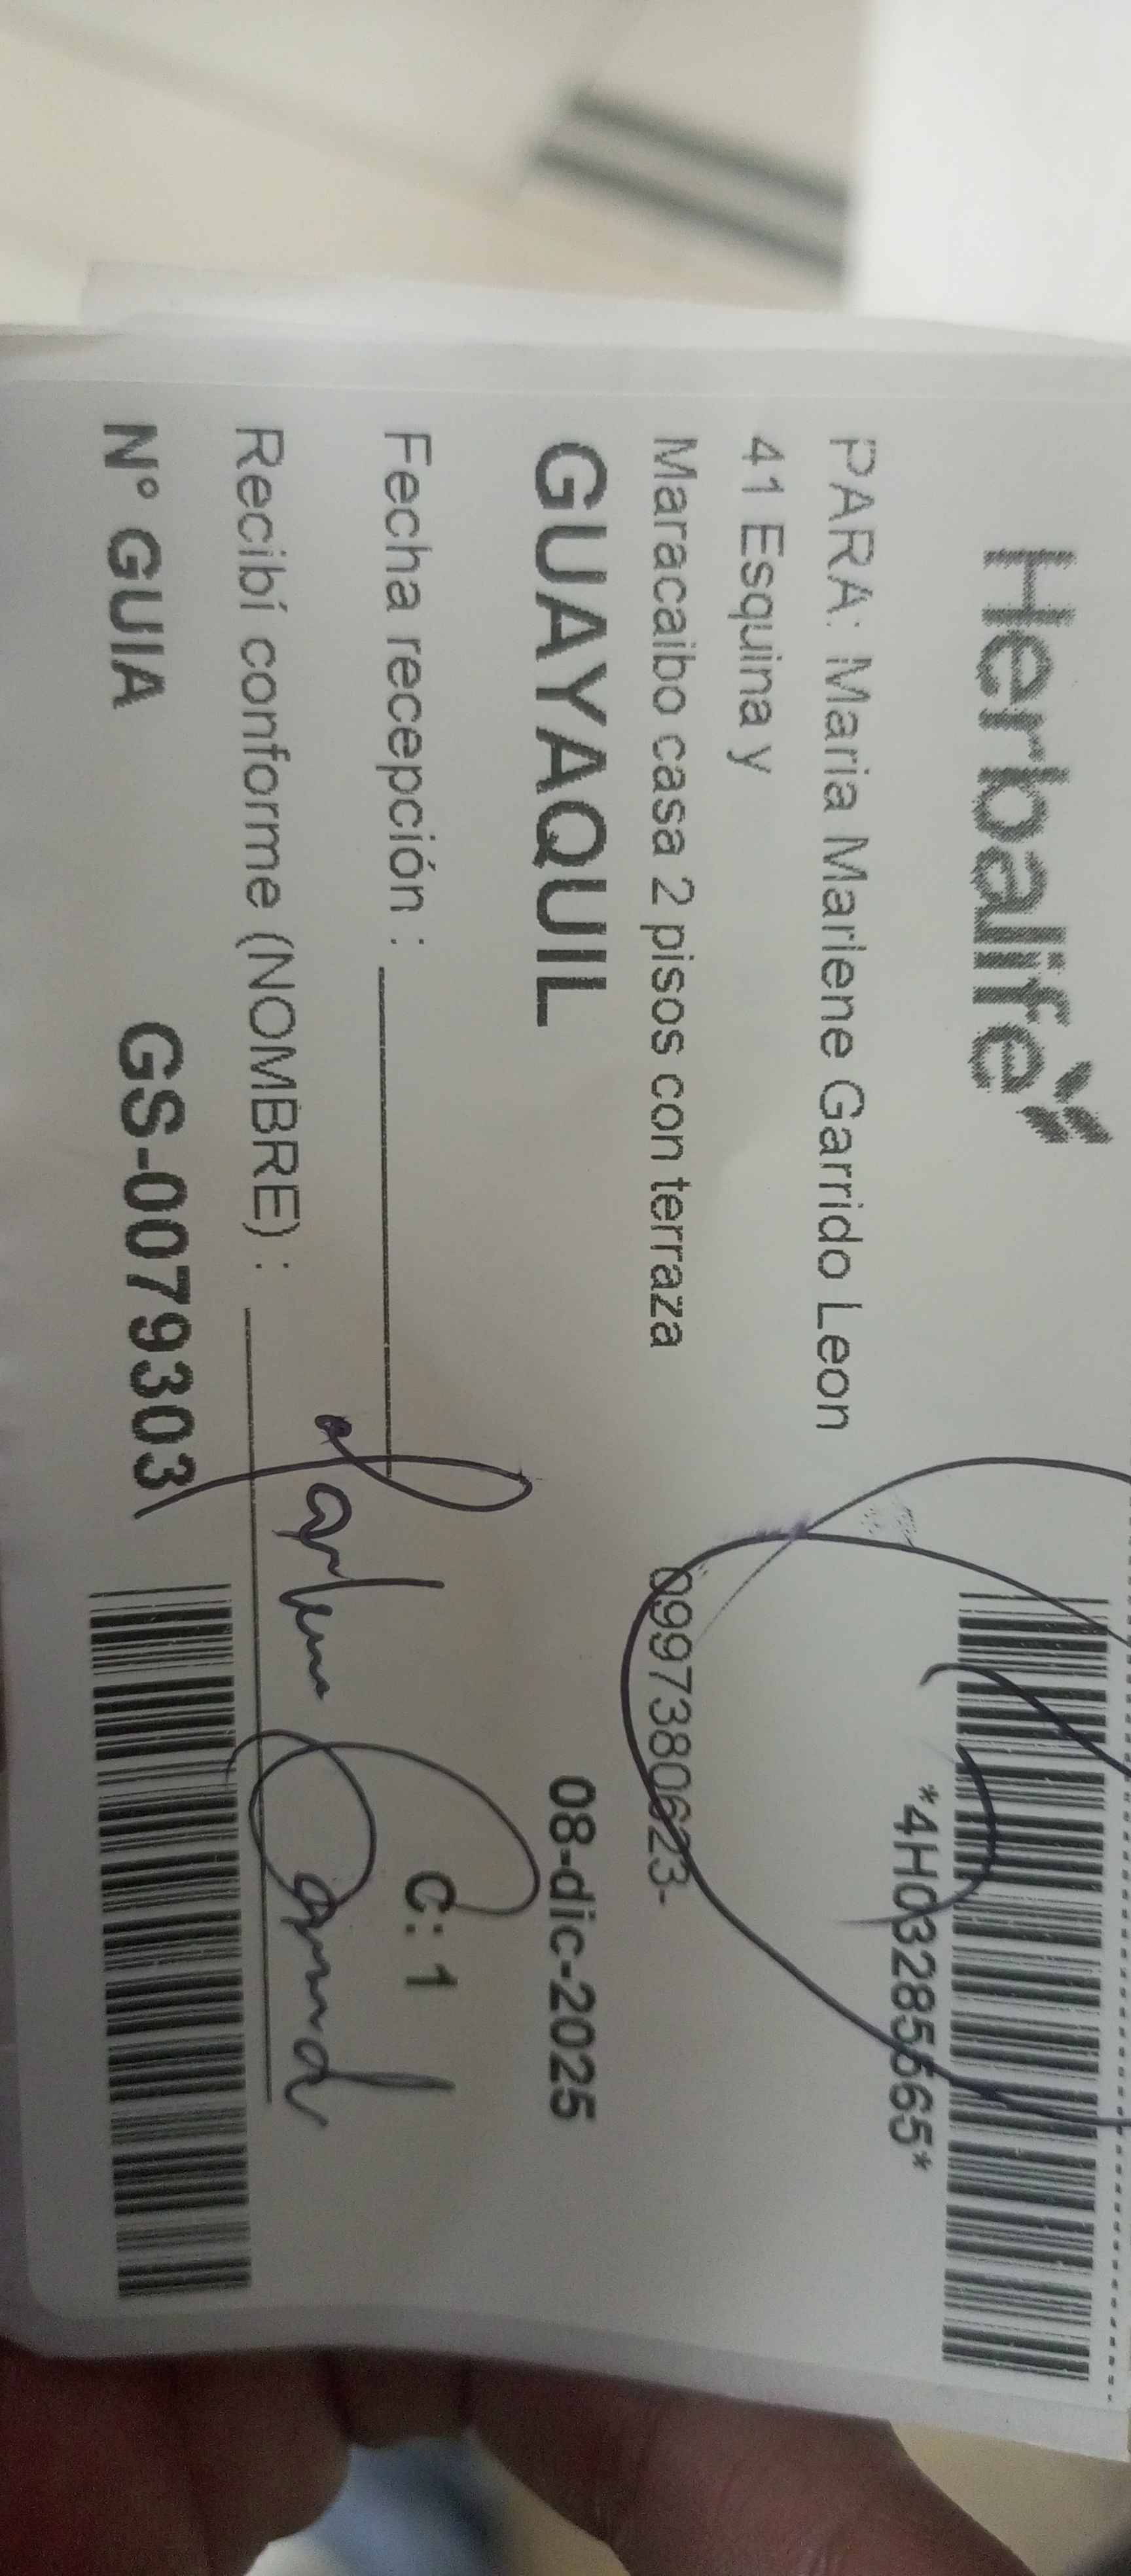 Herbalife
*4H03285565*
PARA: Maria Marlene Garrido Leon
41 Esquina y
Maracaibo casa 2 pisos con terraza
0997380623-
GUAYAQUIL
08-dic-2025
Fecha recepción :
C: 1
Recibí conforme (NOMBRE) :
N° GUIA GS-0079303